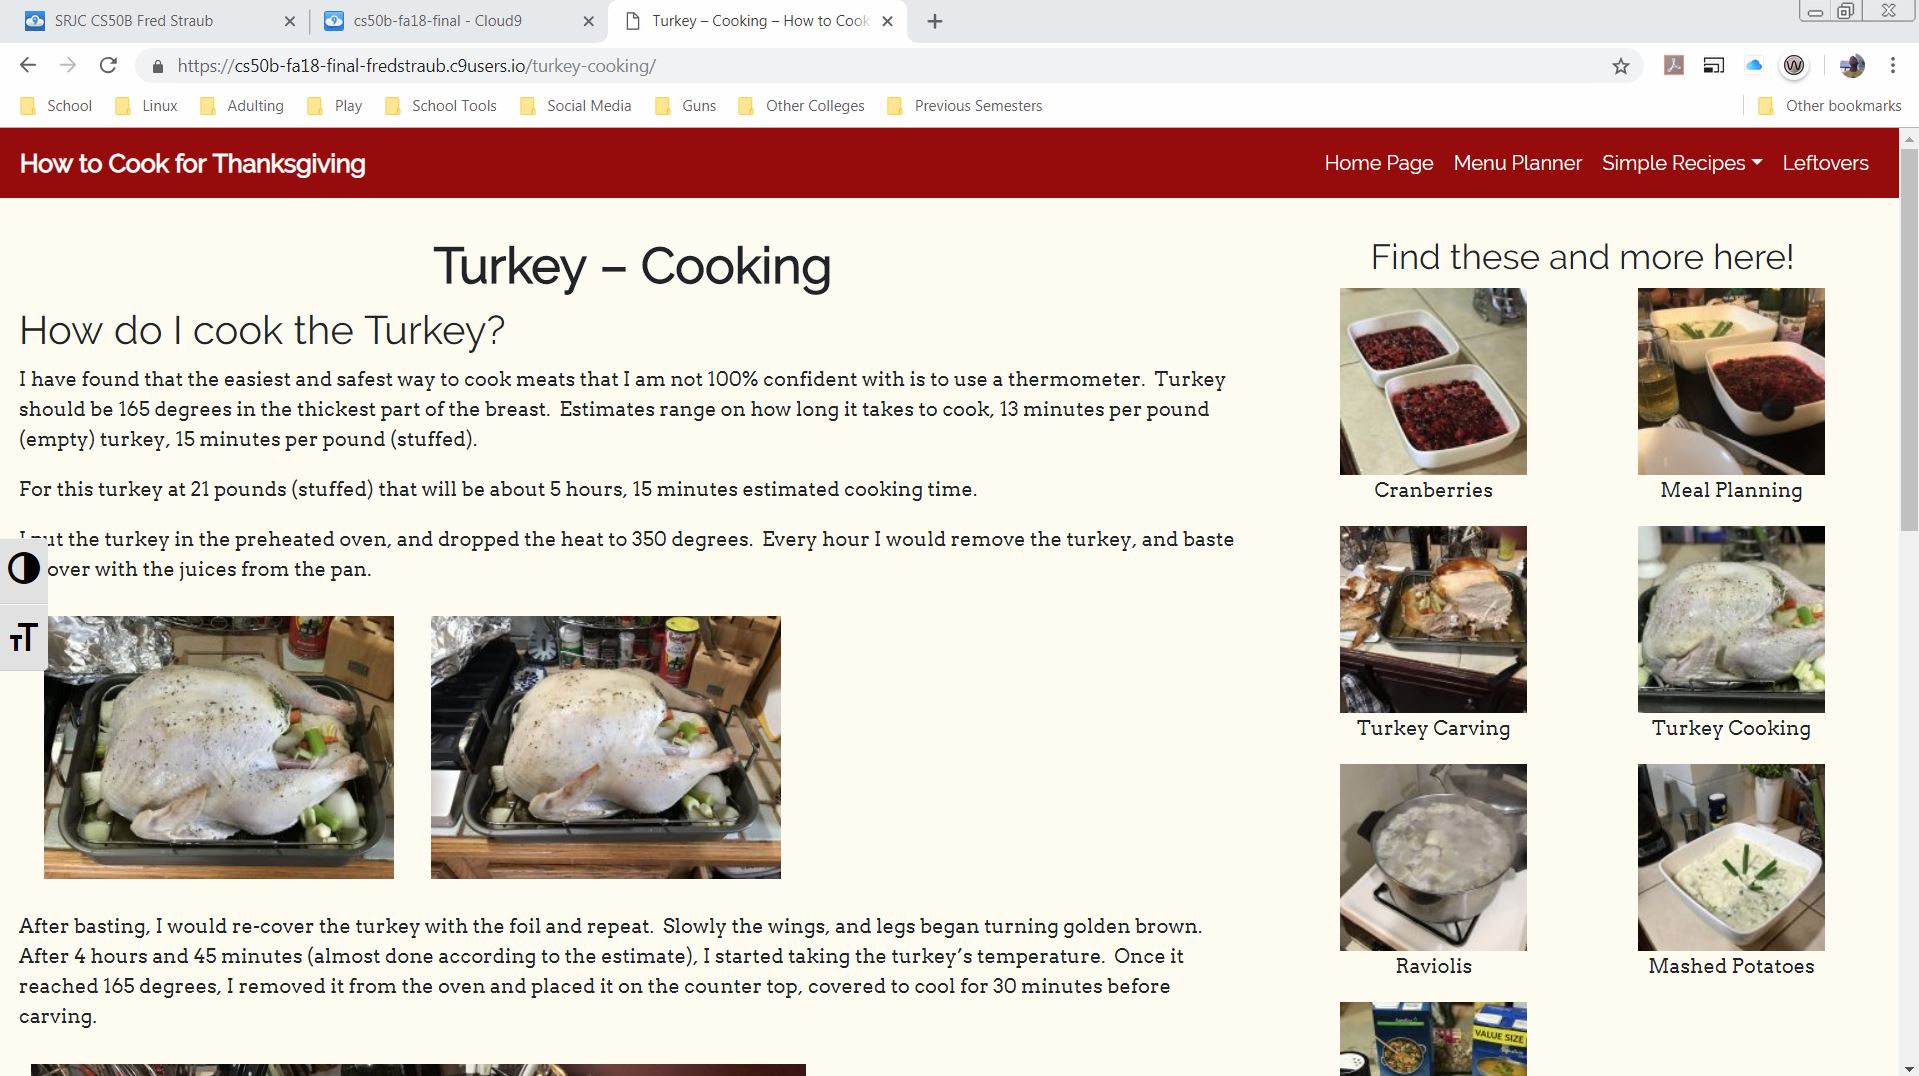 SRJC CS50B Fred Straub
cs50b-fa18-final - Cloud9
Turkey – Cooking – How to Cook
https://cs50b-fa18-final-fredstraub.c9users.io/turkey-cooking/
School Linux Adulting Play School Tools Social Media Guns Other Colleges Previous Semesters Other bookmarks
How to Cook for Thanksgiving
Home Page Menu Planner Simple Recipes Leftovers
Turkey – Cooking
How do I cook the Turkey?
I have found that the easiest and safest way to cook meats that I am not 100% confident with is to use a thermometer. Turkey
should be 165 degrees in the thickest part of the breast. Estimates range on how long it takes to cook, 13 minutes per pound
(empty) turkey, 15 minutes per pound (stuffed).
For this turkey at 21 pounds (stuffed) that will be about 5 hours, 15 minutes estimated cooking time.
I put the turkey in the preheated oven, and dropped the heat to 350 degrees. Every hour I would remove the turkey, and baste
over with the juices from the pan.
TT
After basting, I would re-cover the turkey with the foil and repeat. Slowly the wings, and legs began turning golden brown.
After 4 hours and 45 minutes (almost done according to the estimate), I started taking the turkey’s temperature. Once it
reached 165 degrees, I removed it from the oven and placed it on the counter top, covered to cool for 30 minutes before
carving.
Find these and more here!
Cranberries
Meal Planning
Turkey Carving
Turkey Cooking
Raviolis
Mashed Potatoes
VALUE SIZE